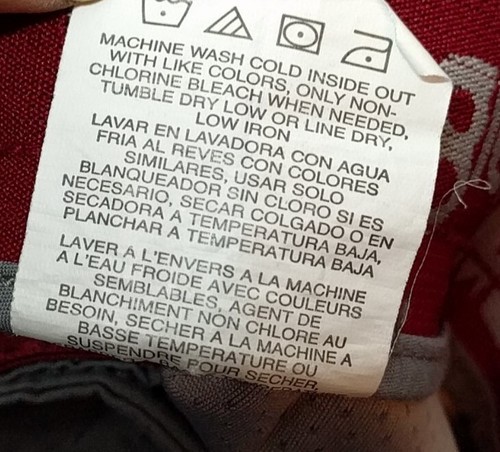 MACHINE WASH COLD INSIDE OUT
WITH LIKE COLORS, ONLY NON-
CHLORINE BLEACH WHEN NEEDED,
TUMBLE DRY LOW OR LINE DRY,
LOW IRON
LAVAR EN LAVADORA CON AGUA
FRIA AL REVES CON COLORES
SIMILARES, USAR SOLO
BLANQUEADOR SIN CLORO SI ES
NECESARIO, SECAR COLGADO O EN
SECADORA A TEMPERATURA BAJA,
PLANCHAR A TEMPERATURA BAJA
LAVER A L'ENVERS A LA MACHINE
A L'EAU FROIDE AVEC COULEURS
SEMBLABLES, AGENT DE
BLANCHIMENT NON CHLORE AU
BESOIN, SECHER A LA MACHINE A
BASSE TEMPERATURE OU
SUSPENDRE POUR SECHER,